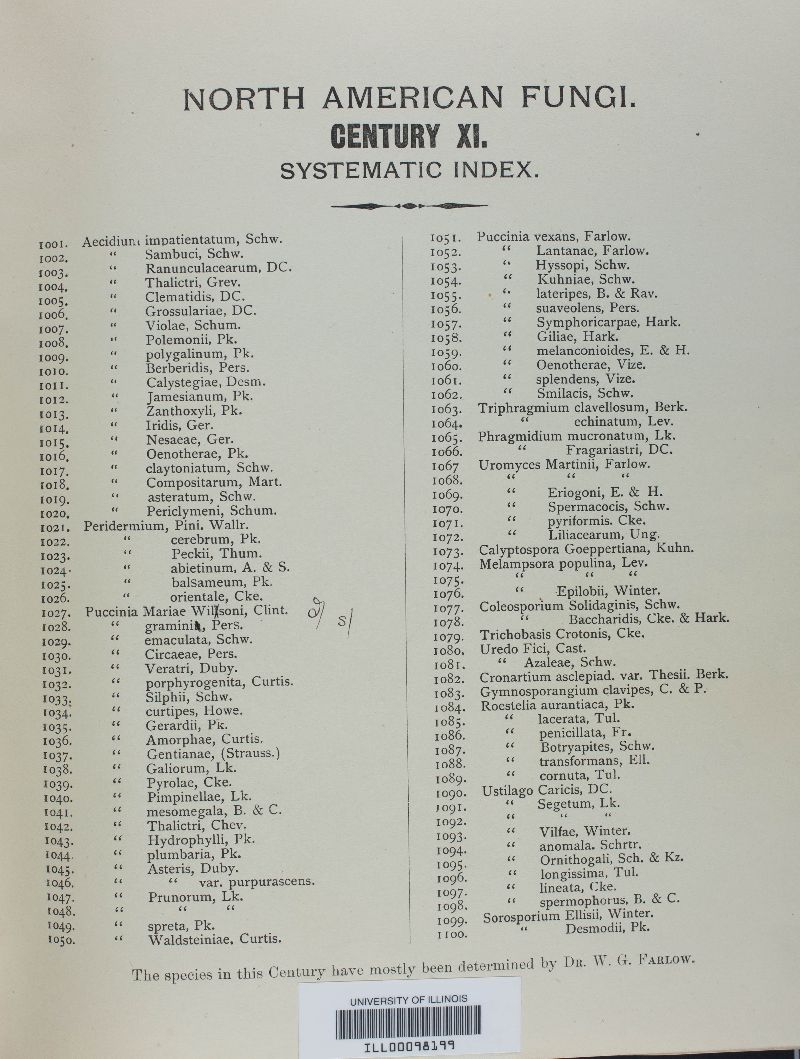 NORTH AMERICAN FUNGI.
CENTURY XI.
SYSTEMATIC INDEX.
1001. Aecidium impatientatum, Schw.
1002. “ Sambuci, Schw.
1003. “ Ranunculacearum, DC.
1004. “ Thalictri, Grev.
1005. “ Clematidis, DC.
1006. “ Grossulariae, DC.
1007. “ Violae, Schum.
1008. “ Polemonii, Pk.
1009. “ polygalinum, Pk.
1010. “ Berberidis, Pers.
1011. “ Calystegiae, Desm.
1012. “ Jamesianum, Pk.
1013. “ Zanthoxyli, Pk.
1014. “ Iridis, Ger.
1015. “ Nesaeae, Ger.
1016. “ Oenotherae, Pk.
1017. “ claytoniatum, Schw.
1018. “ Compositarum, Mart.
1019. “ asteratum, Schw.
1020. “ Periclymeni, Schum.
1021. Peridermium, Pini. Wallr.
1022. “ cerebrum, Pk.
1023. “ Peckii, Thum.
1024. “ abietinum, A. & S.
1025. “ balsameum, Pk.
1026. “ orientale, Cke.
1027. Puccinia Mariae Wilsoni, Clint.
1028. “ graminis, Pers. s/
1029. “ emaculata, Schw.
1030. “ Circaeae, Pers.
1031. “ Veratri, Duby.
1032. “ porphyrogenita, Curtis.
1033. “ Silphii, Schw.
1034. “ curtipes, Howe.
1035. “ Gerardii, Pk.
1036. “ Amorphae, Curtis.
1037. “ Gentianae, (Strauss.)
1038. “ Galiorum, Lk.
1039. “ Pyrolae, Cke.
1040. “ Pimpinellae, Lk.
1041. “ mesomegala, B. & C.
1042. “ Thalictri, Chev.
1043. “ Hydrophylli, Pk.
1044. “ plumbaria, Pk.
1045. “ Asteris, Duby.
1046. “ “ var. purpurascens.
1047. “ Prunorum, Lk.
1048. “ “ “
1049. “ spreta, Pk.
1050. “ Waldsteiniae, Curtis.
1051. Puccinia vexans, Farlow.
1052. “ Lantanae, Farlow.
1053. “ Hyssopi, Schw.
1054. “ Kuhniae, Schw.
1055. “ lateripes, B. & Rav.
1056. “ suaveolens, Pers.
1057. “ Symphoricarpae, Hark.
1058. “ Giliae, Hark.
1059. “ melanconioides, E. & H.
1060. “ Oenotherae, Vize.
1061. “ splendens, Vize.
1062. “ Smilacis, Schw.
1063. Triphragmium clavellosum, Berk.
1064. “ echinatum, Lev.
1065. Phragmidium mucronatum, Lk.
1066. “ Fragariastri, DC.
1067 Uromyces Martinii, Farlow.
1068. “ “ “
1069. “ Eriogoni, E. & H.
1070. “ Spermacocis, Schw.
1071. “ pyriformis. Cke.
1072. “ Liliacearum, Ung.
1073. Calyptospora Goeppertiana, Kuhn.
1074. Melampsora populina, Lev.
1075. “ “ “
1076. “ Epilobii, Winter.
1077. Coleosporium Solidaginis, Schw.
1078. “ Baccharidis, Cke. & Hark.
1079. Trichobasis Crotonis, Cke.
1080. Uredo Fici, Cast.
1081. “ Azaleae, Schw.
1082. Cronartium asclepiad. var. Thesii. Berk.
1083. Gymnosporangium clavipes, C. & P.
1084. Roestelia aurantiaca, Pk.
1085. “ lacerata, Tul.
1086. “ penicillata, Fr.
1087. “ Botryapites, Schw.
1088. “ transformans, Ell.
1089. “ cornuta, Tul.
1090. Ustilago Caricis, DC.
1091. “ Segetum, Lk.
1092. “ “ “
1093. “ Vilfae, Winter.
1094. “ anomala. Schrtr.
1095. “ Ornithogali, Sch. & Kz.
1096. “ longissima, Tul.
1097. “ lineata, Cke.
1098. “ spermophorus, B. & C.
1099. Sorosporium Ellisii, Winter.
1100. “ Desmodii, Pk.
The species in this Century have mostly been determined by DR. W. G. FARLOW.
UNIVERSITY OF ILLINOIS
ILL00098199